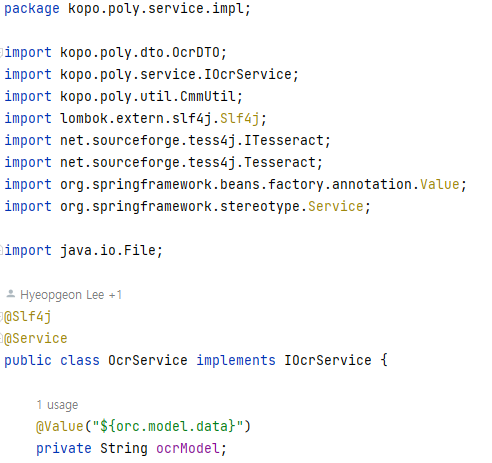 package kopo.poly.service.impl;
import kopo.poly.dto.OcrDTO;
import kopo.poly.service.IOcrService;
import kopo.poly.util.CmmUtil;
import lombok.extern.slf4j.Slf4j;
import net.sourceforge.tess4j.ITesseract;
import net.sourceforge.tess4j.Tesseract;
import org.springframework.beans.factory.annotation.Value;
import org.springframework.stereotype.Service;
import java.io.File;
Hyeopgeon Lee +1
@Slf4j
@Service
public class OcrService implements IOcrService {
1 usage
@Value("${orc.model.data}")
private String ocrModel;